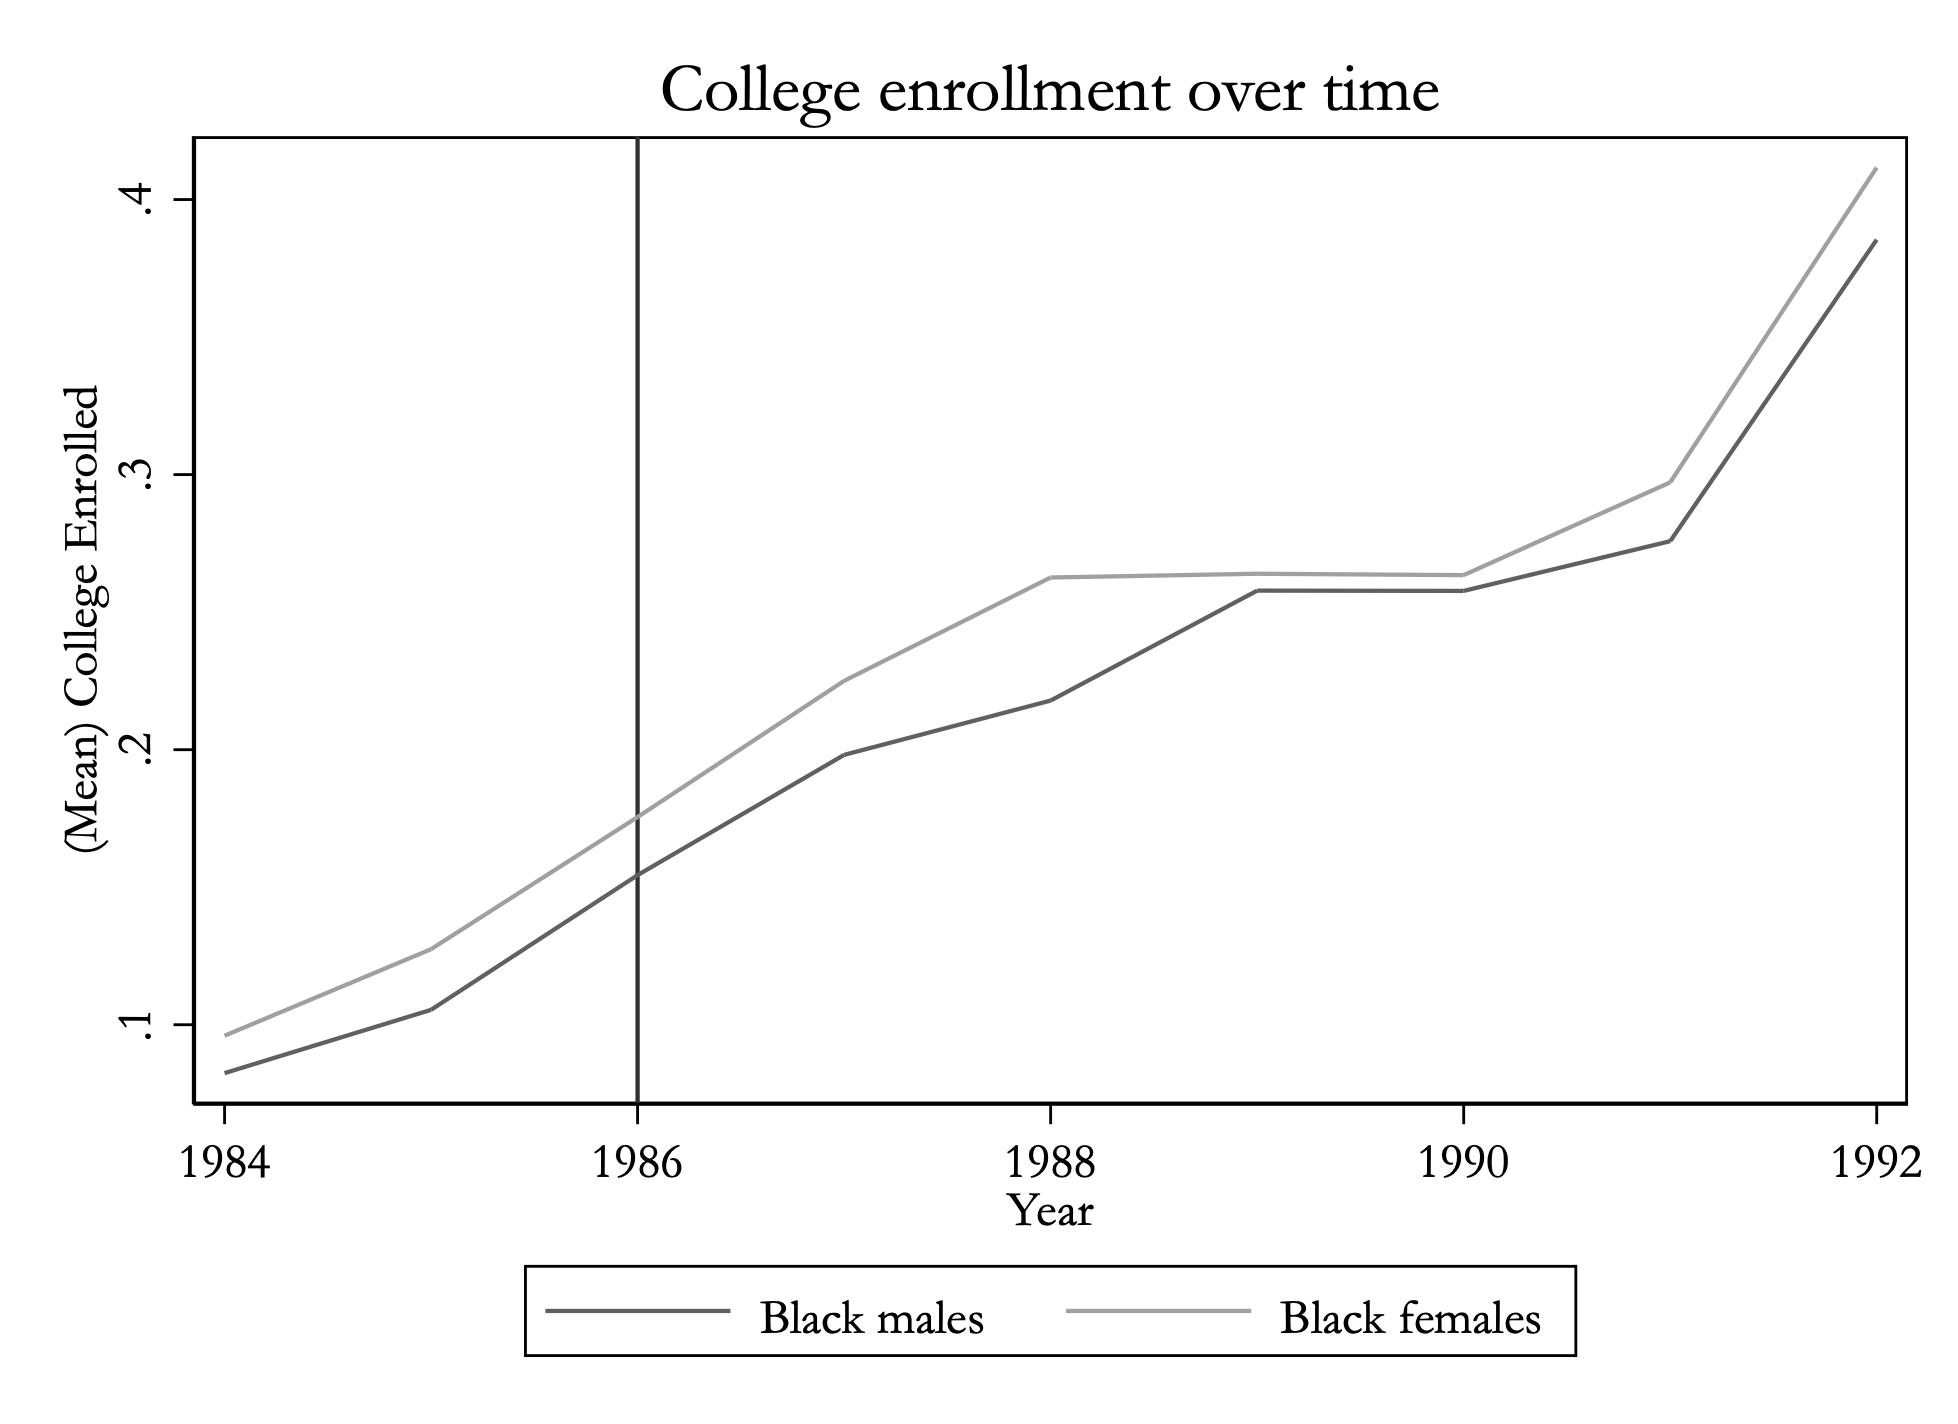 College enrollment over time
(Mean) College Enrolled
.4
.3
.2
.1
1984 1986 1988 1990 1992
Year
Black males Black females